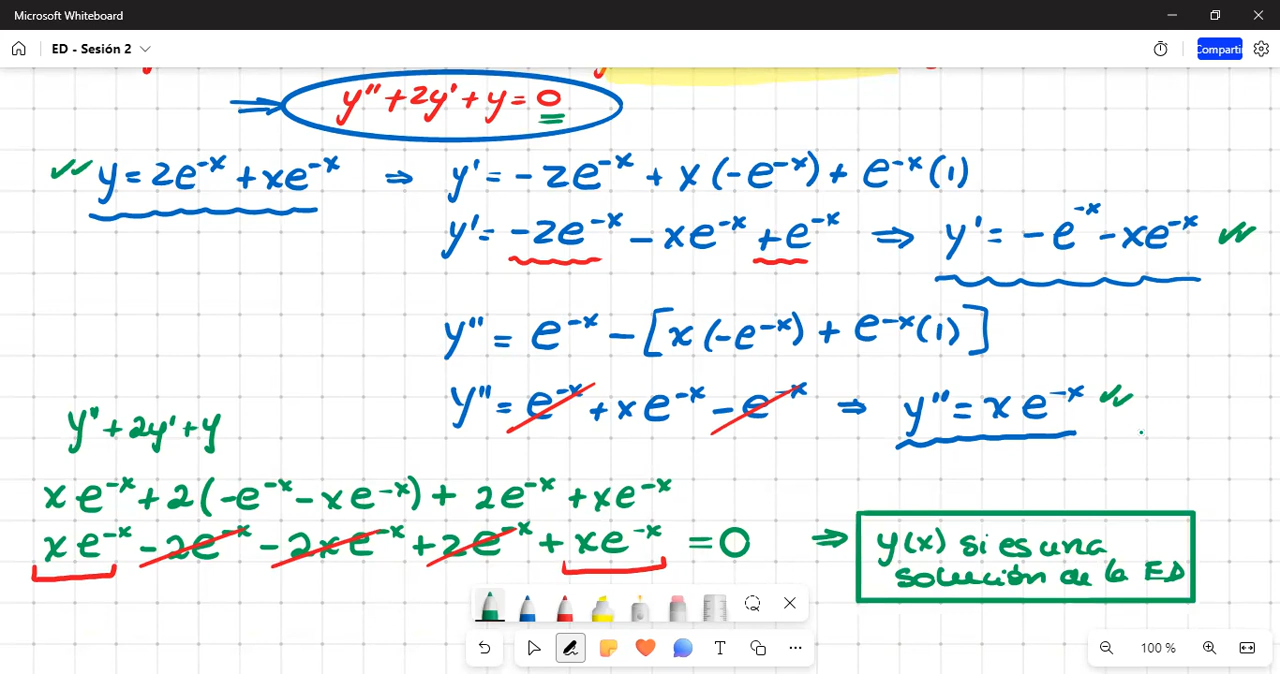 Microsoft Whiteboard
ED - Sesión 2
Comparti
y'' + 2y' + y = 0
y = 2e^{-x} + xe^{-x} ⇒ y' = -2e^{-x} + x(-e^{-x}) + e^{-x}(1)
y' = -2e^{-x} - xe^{-x} + e^{-x} ⇒ y' = -e^{-x} - xe^{-x}
y'' = e^{-x} - [x(-e^{-x}) + e^{-x}(1)]
y'' = e^{-x} + xe^{-x} - e^{-x} ⇒ y'' = xe^{-x}
y'' + 2y' + y
xe^{-x} + 2(-e^{-x} - xe^{-x}) + 2e^{-x} + xe^{-x}
xe^{-x} - 2e^{-x} - 2xe^{-x} + 2e^{-x} + xe^{-x} = 0 ⇒ y(x) si es una
solución de la ED
100 %